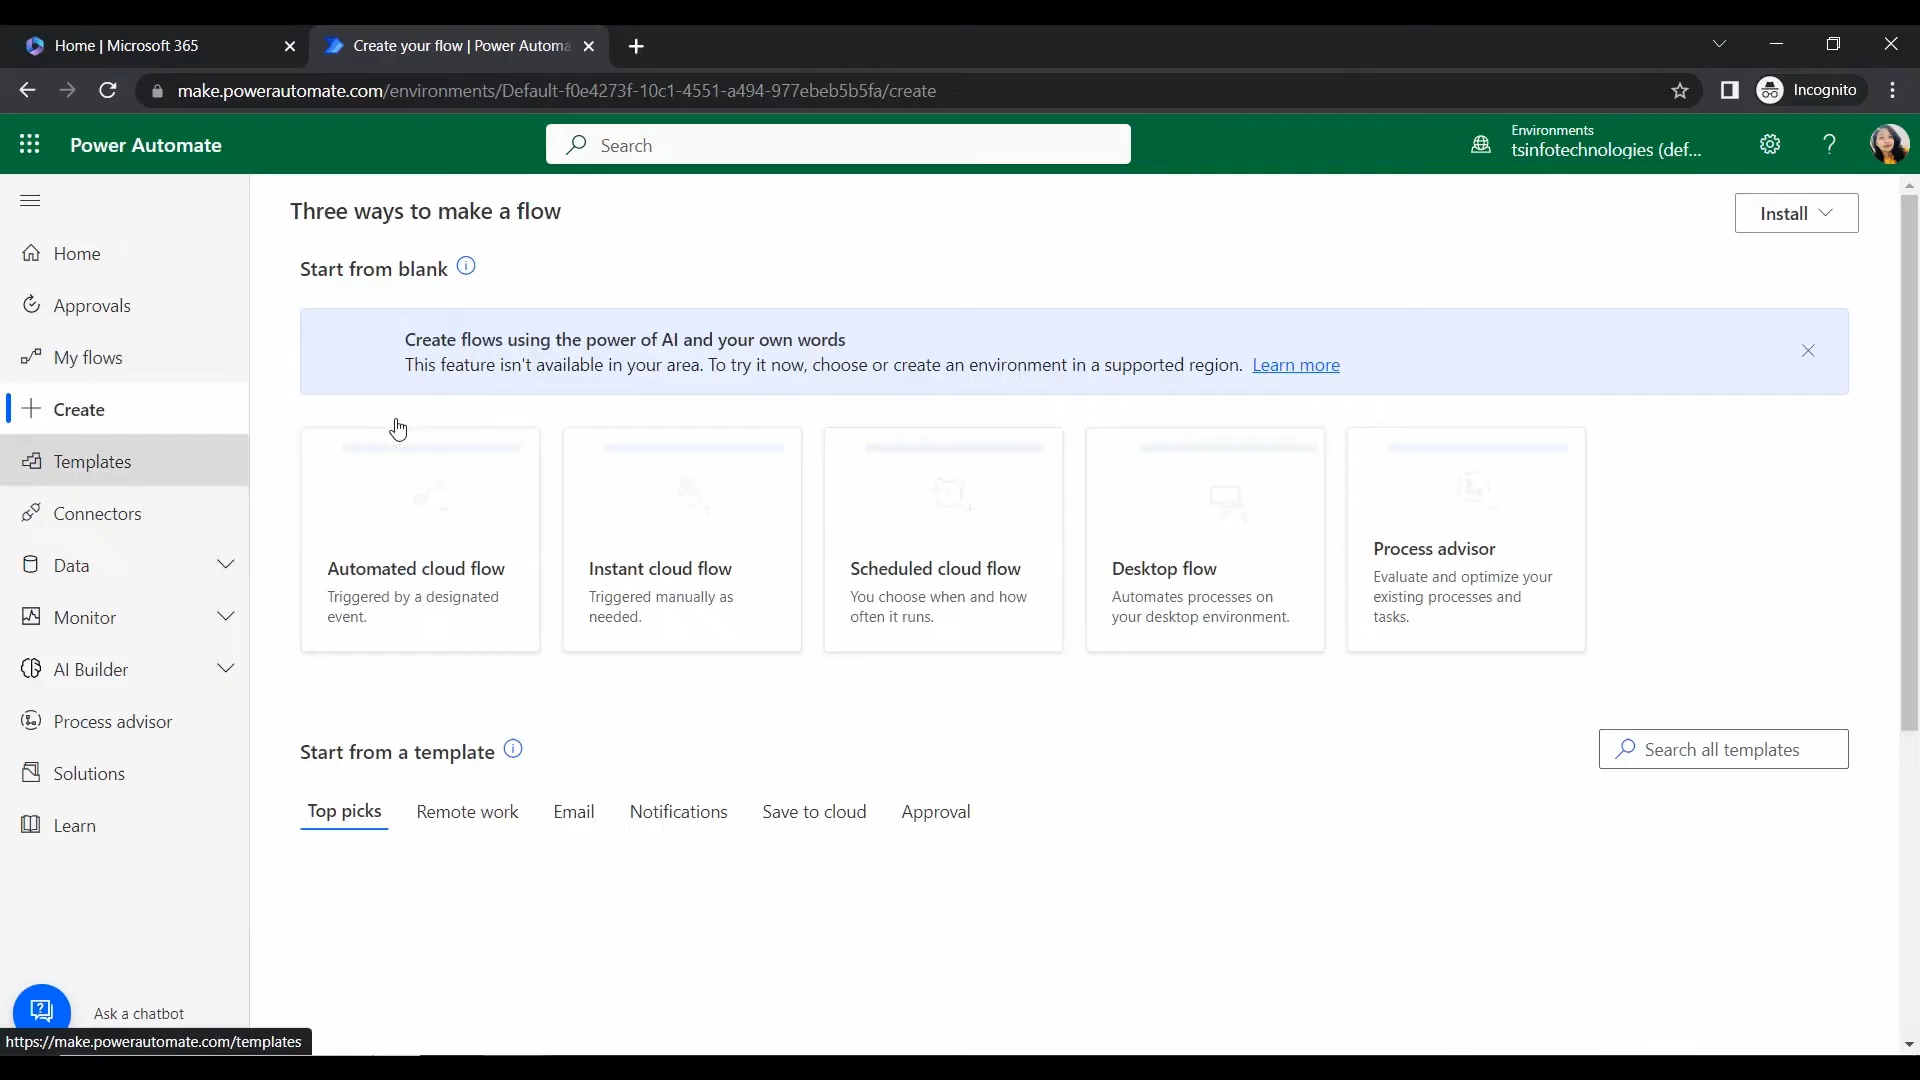 Home | Microsoft 365
Create your flow | Power Automa
make.powerautomate.com/environments/Default-f0e4273f-10c1-4551-a494-977ebeb5b5fa/create
Incognito
Power Automate
Search
Environments
tsinfotechnologies (def...
Home
Approvals
My flows
Create
Templates
Connectors
Data
Monitor
AI Builder
Process advisor
Solutions
Learn
Ask a chatbot
https://make.powerautomate.com/templates
Three ways to make a flow
Install
Start from blank
Create flows using the power of AI and your own words
This feature isn't available in your area. To try it now, choose or create an environment in a supported region. Learn more
Automated cloud flow
Triggered by a designated
event.
Instant cloud flow
Triggered manually as
needed.
Scheduled cloud flow
You choose when and how
often it runs.
Desktop flow
Automates processes on
your desktop environment.
Process advisor
Evaluate and optimize your
existing processes and
tasks.
Start from a template
Search all templates
Top picks
Remote work
Email
Notifications
Save to cloud
Approval